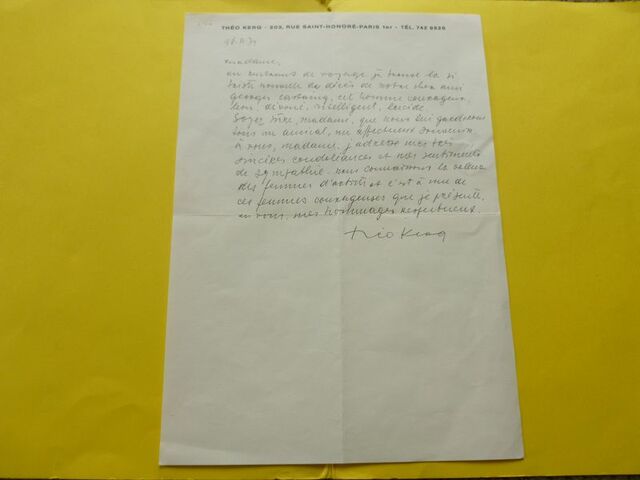 THÉO KERG - 203, RUE SAINT-HONORÉ-PARIS 1er - TÉL. 742 6926
Madame,
en rentrant de voyage je trouve la si
triste nouvelle du décès de notre cher ami
Georges cet homme courageux,
bon, dévoué, intelligent, lucide.
Soyez sûre, madame, que nous lui garderons
tous un amical, un affectueux souvenir.
à vous, madame, j'adresse mes très
sincères condoléances et mes sentiments
de sympathie. nous connaissons la valeur
des femmes d'artiste et c'est à une de
ces femmes courageuses que je présente,
en vous, mes hommages respectueux.
théo Kerg